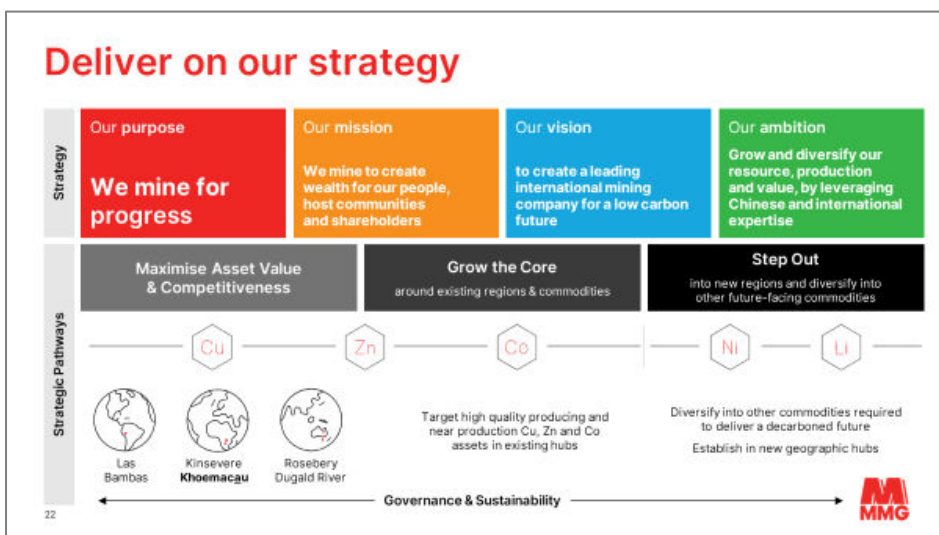 Deliver on our strategy
Strategy
Our purpose
We mine for
progress
Our mission
We mine to create
wealth for our people,
host communities
and shareholders
Our vision
to create a leading
international mining
company for a low carbon
future
Our ambition
Grow and diversify our
resource, production
and value, by leveraging
Chinese and international
expertise
Strategic Pathways
Maximise Asset Value
& Competitiveness
Grow the Core
around existing regions & commodities
Step Out
into new regions and diversify into
other future-facing commodities
Cu
Zn
Co
Ni
Li
Las
Bambas
Kinsevere
Khoemacau
Rosebery
Dugald River
Target high quality producing and
near production Cu, Zn and Co
assets in existing hubs
Diversify into other commodities required
to deliver a decarboned future
Establish in new geographic hubs
Governance & Sustainability
22
MMG